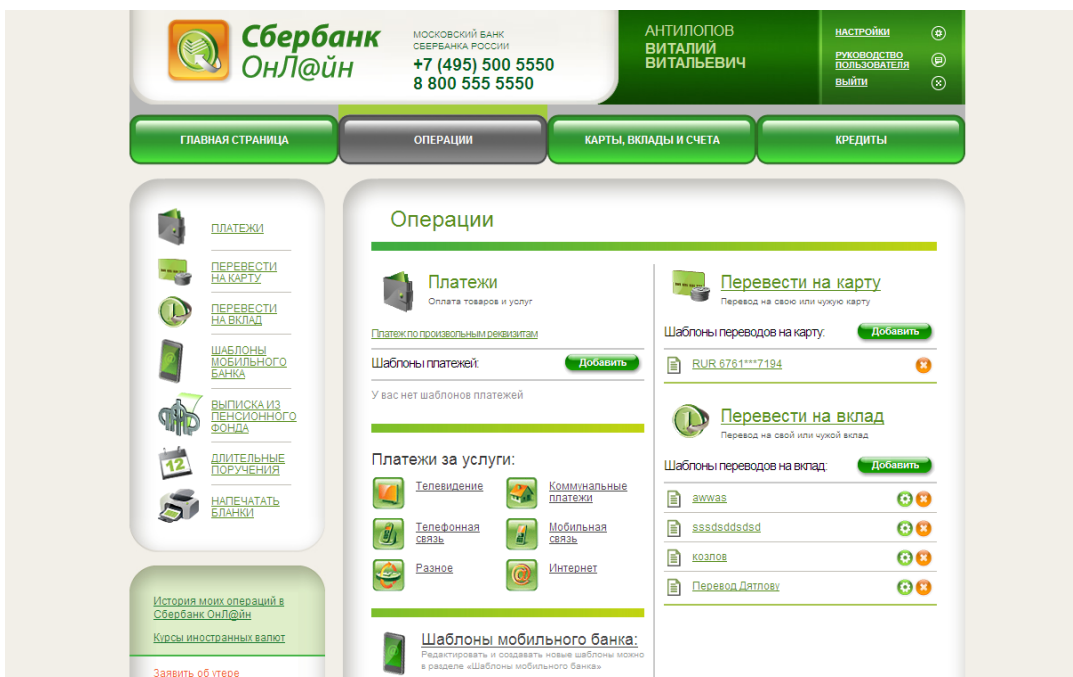 Сбербанк
ОнЛ@йн
МОСКОВСКИЙ БАНК
СБЕРБАНКА РОССИИ
+7 (495) 500 5550
8 800 555 5550
АНТИЛОПОВ
ВИТАЛИЙ
ВИТАЛЬЕВИЧ
НАСТРОЙКИ
РУКОВОДСТВО
ПОЛЬЗОВАТЕЛЯ
ВЫЙТИ
ГЛАВНАЯ СТРАНИЦА
ОПЕРАЦИИ
КАРТЫ, ВКЛАДЫ И СЧЕТА
КРЕДИТЫ
ПЛАТЕЖИ
ПЕРЕВЕСТИ
НА КАРТУ
ПЕРЕВЕСТИ
НА ВКЛАД
ШАБЛОНЫ
МОБИЛЬНОГО
БАНКА
ВЫПИСКА ИЗ
ПЕНСИОННОГО
ФОНДА
12
ДЛИТЕЛЬНЫЕ
ПОРУЧЕНИЯ
НАПЕЧАТАТЬ
БЛАНКИ
История моих операций в
Сбербанк ОнЛ@йн
Курсы иностранных валют
Заявить об утере
Операции
Платежи
Оплата товаров и услуг
Платеж по произвольным реквизитам
Шаблоны платежей:
Добавить
У вас нет шаблонов платежей
Платежи за услуги:
Телевидение
Коммунальные
платежи
Телефонная
связь
Мобильная
связь
Разное
Интернет
Шаблоны мобильного банка:
Редактировать и создавать новые шаблоны можно
в разделе «Шаблоны мобильного банка»
Перевести на карту
Перевод на свою или чужую карту
Шаблоны переводов на карту:
Добавить
RUR 6761***7194
Перевести на вклад
Перевод на свой или чужой вклад
Шаблоны переводов на вклад:
Добавить
awwas
sssdsddsdsd
козлов
Перевод Дятлову